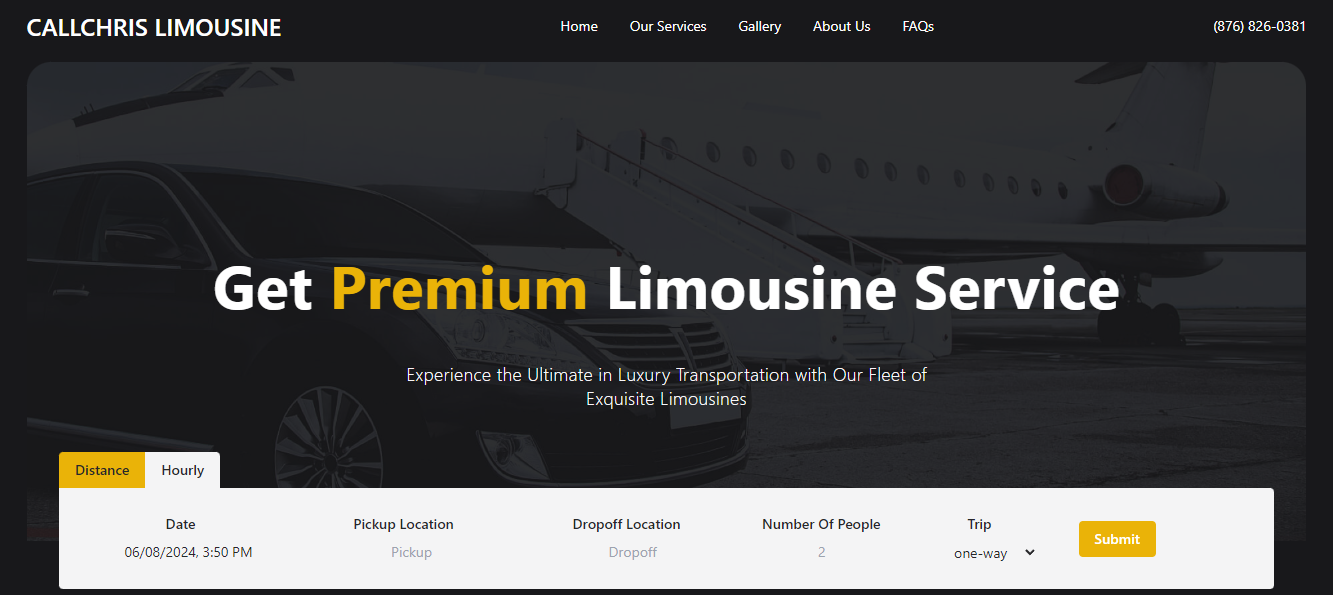 CALLCHRIS LIMOUSINE
Home Our Services Gallery About Us FAQs
(876) 826-0381
Get Premium Limousine Service
Experience the Ultimate in Luxury Transportation with Our Fleet of
Exquisite Limousines
Distance Hourly
Date Pickup Location Dropoff Location Number Of People Trip
06/08/2024, 3:50 PM Pickup Dropoff 2 one-way
Submit